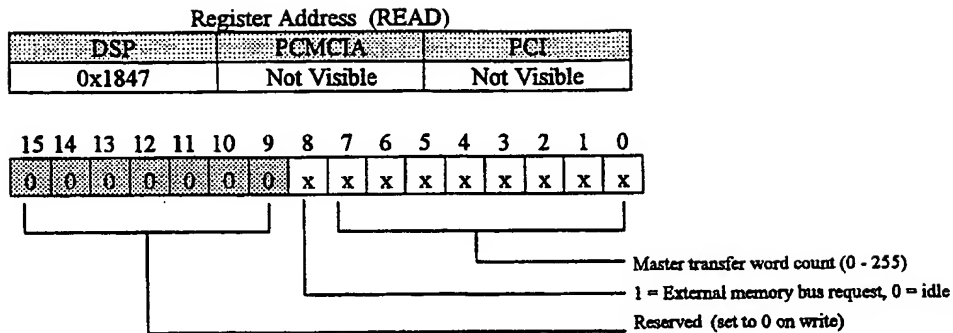 Register Address (READ)
DSP PCMCIA PCI
0x1847 Not Visible Not Visible
15 14 13 12 11 10 9 8 7 6 5 4 3 2 1 0
0 0 0 0 0 0 0 x x x x x x x x x
Master transfer word count (0 - 255)
1 = External memory bus request, 0 = idle
Reserved (set to 0 on write)